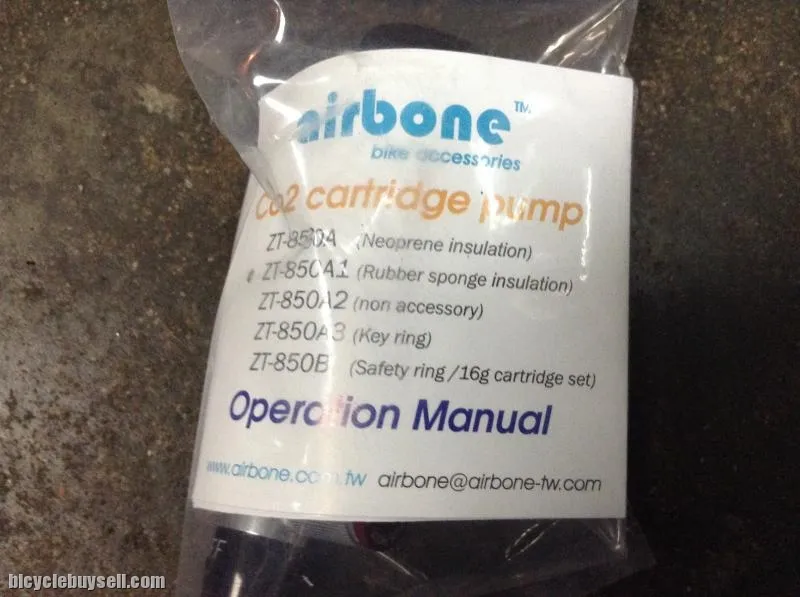 airbone™
bike accessories
Co2 cartridge pump
ZT-850A (Neoprene insulation)
ZT-850A1 (Rubber sponge insulation)
ZT-850A2 (non accessory)
ZT-850A3 (Key ring)
ZT-850B (Safety ring /16g cartridge set)
Operation Manual
www.airbone.com.tw airbone@airbone-tw.com
bicyclebuysell.com